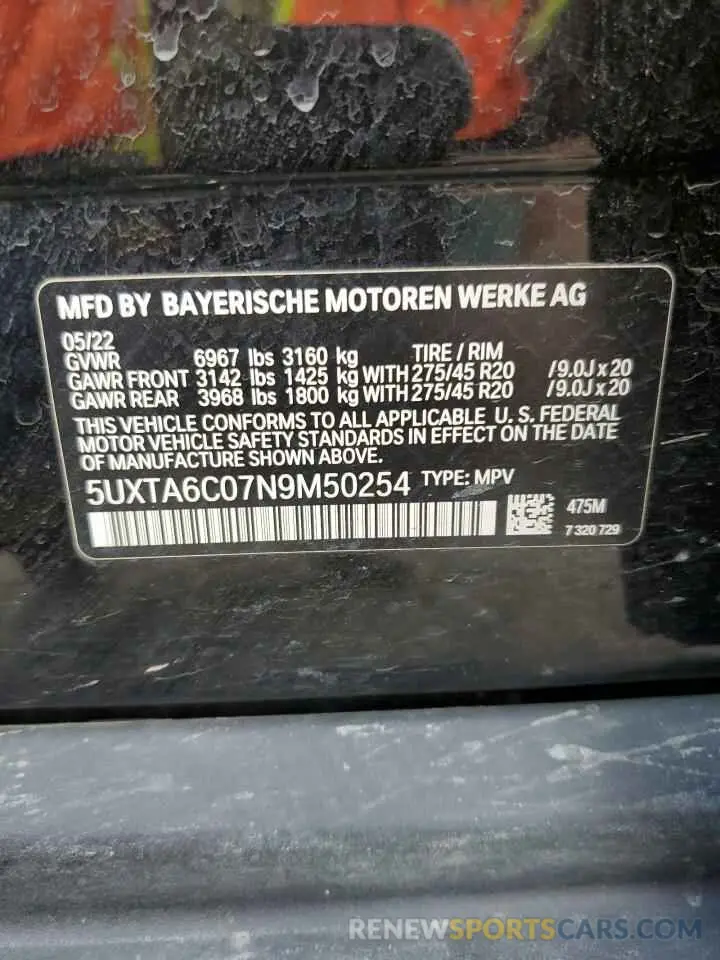 MFD BY BAYERISCHE MOTOREN WERKE AG
05/22
GVWR 6967 lbs 3160 kg TIRE / RIM
GAWR FRONT 3142 lbs 1425 kg WITH 275/45 R20 /9.0J x 20
GAWR REAR 3968 lbs 1800 kg WITH 275/45 R20 /9.0J x 20
THIS VEHICLE CONFORMS TO ALL APPLICABLE U. S. FEDERAL
MOTOR VEHICLE SAFETY STANDARDS IN EFFECT ON THE DATE
OF MANUFACTURE SHOWN ABOVE.
5UXTA6C07N9M50254 TYPE: MPV
475M
7 320 729
RENEWSPORTSCARS.COM